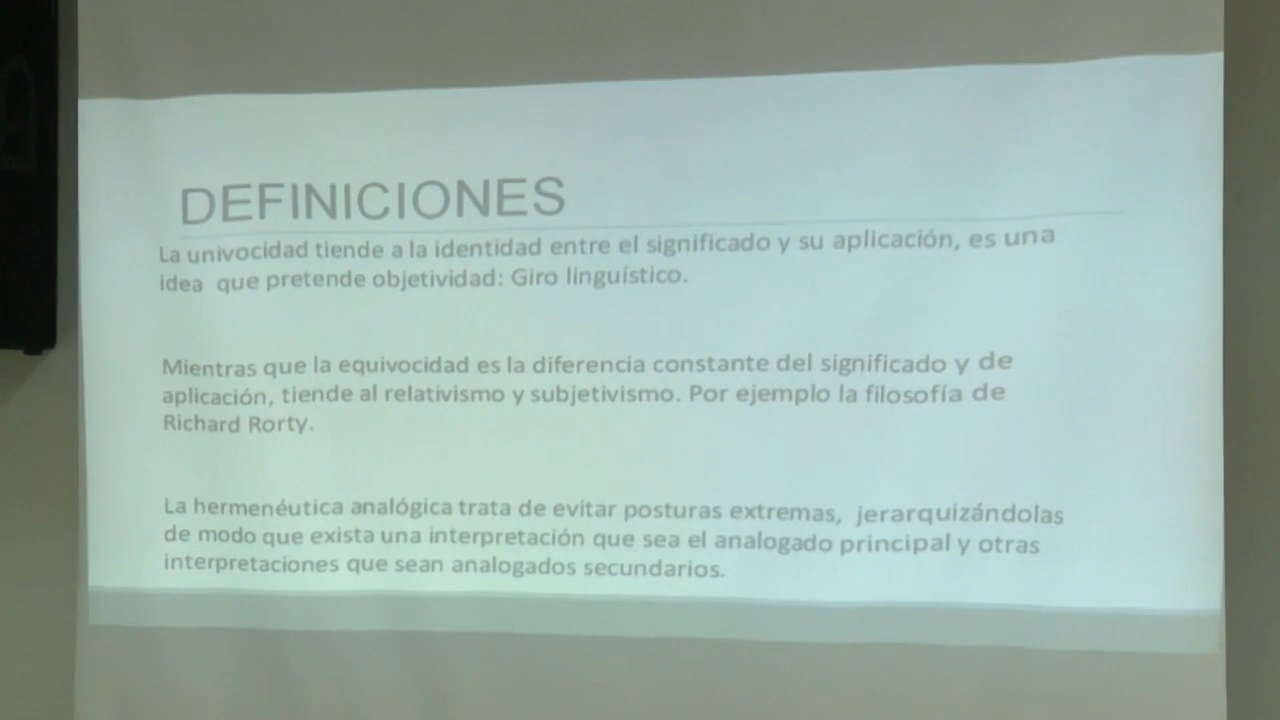 DEFINICIONES
La univocidad tiende a la identidad entre el significado y su aplicación, es una
idea que pretende objetividad: Giro linguístico.
Mientras que la equivocidad es la diferencia constante del significado y de
aplicación, tiende al relativismo y subjetivismo. Por ejemplo la filosofía de
Richard Rorty.
La hermenéutica analógica trata de evitar posturas extremas, jerarquizándolas
de modo que exista una interpretación que sea el analogado principal y otras
interpretaciones que sean analogados secundarios.